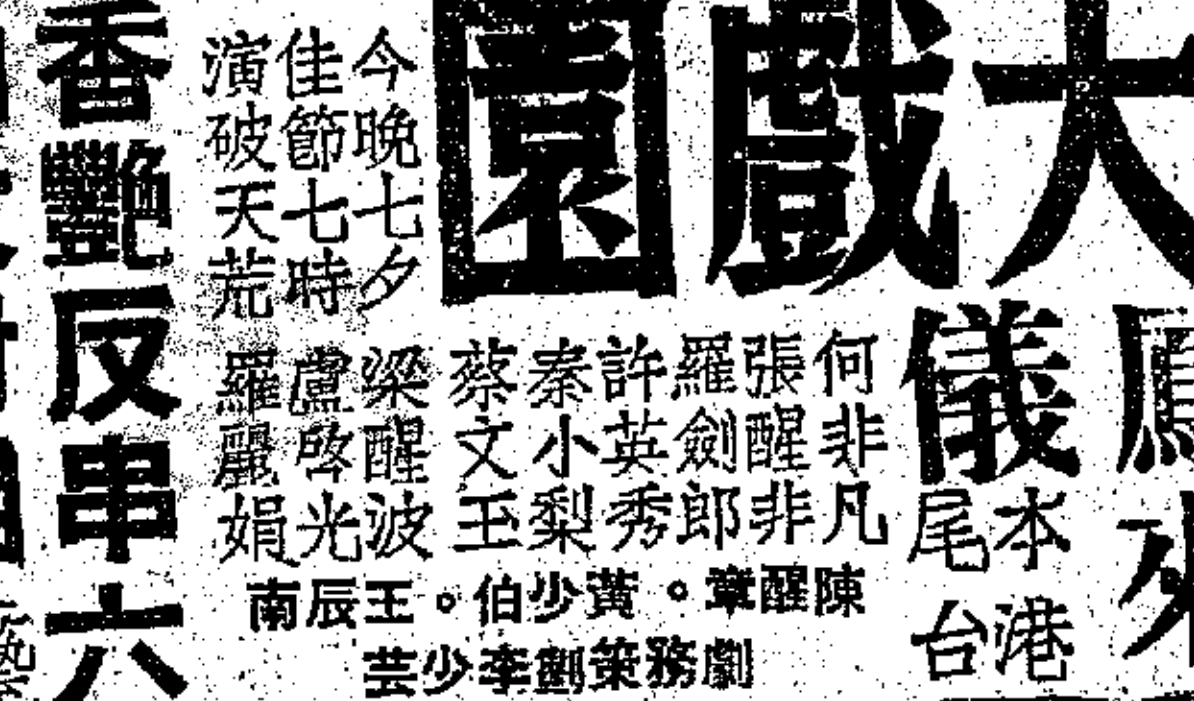 大戲園
儀
本港
尾台
何非凡
張醒非
羅劍郎
許英秀
秦小梨
蔡文玉
梁醒波
盧啓光
羅麗娟
陳醒章。黃少伯。王辰南
劇務策劃李少芸
今晚七夕
佳節七時
演破天荒
香艷反串六